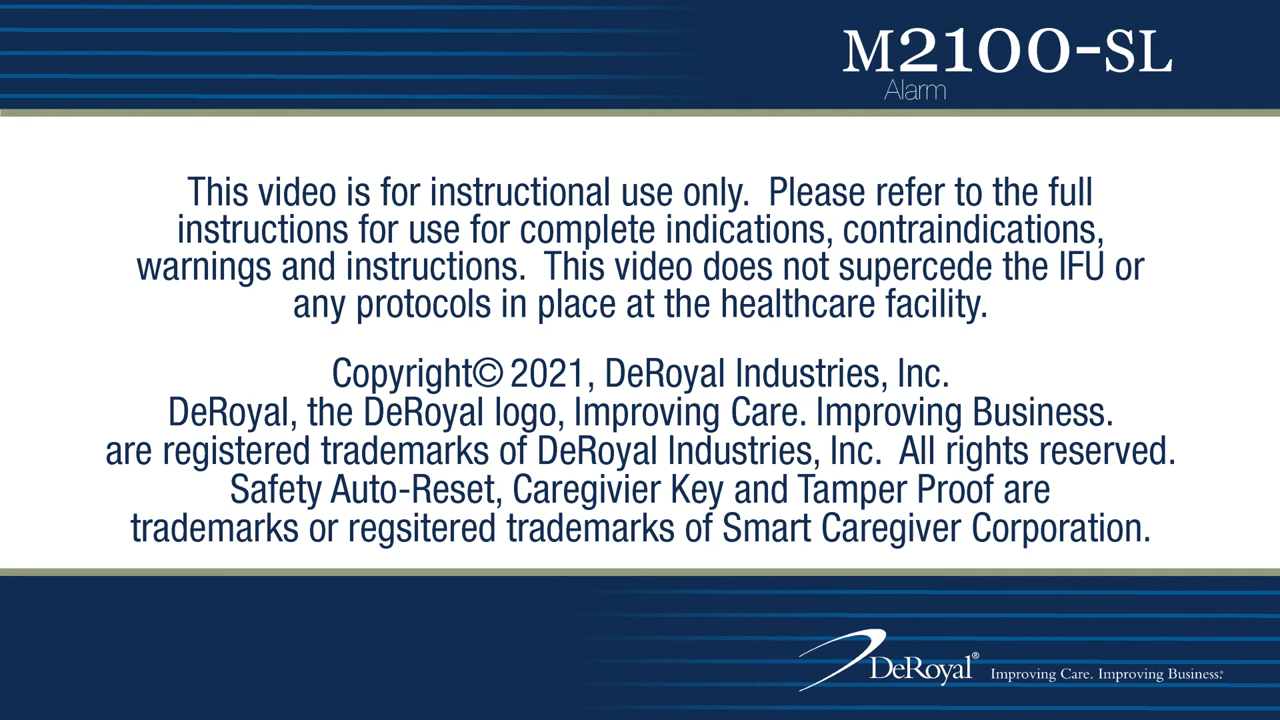 M2100-SL
Alarm
This video is for instructional use only. Please refer to the full
instructions for use for complete indications, contraindications,
warnings and instructions. This video does not supercede the IFU or
any protocols in place at the healthcare facility.
Copyright© 2021, DeRoyal Industries, Inc.
DeRoyal, the DeRoyal logo, Improving Care. Improving Business.
are registered trademarks of DeRoyal Industries, Inc. All rights reserved.
Safety Auto-Reset, Caregivier Key and Tamper Proof are
trademarks or regsitered trademarks of Smart Caregiver Corporation.
DeRoyal® Improving Care. Improving Business.®